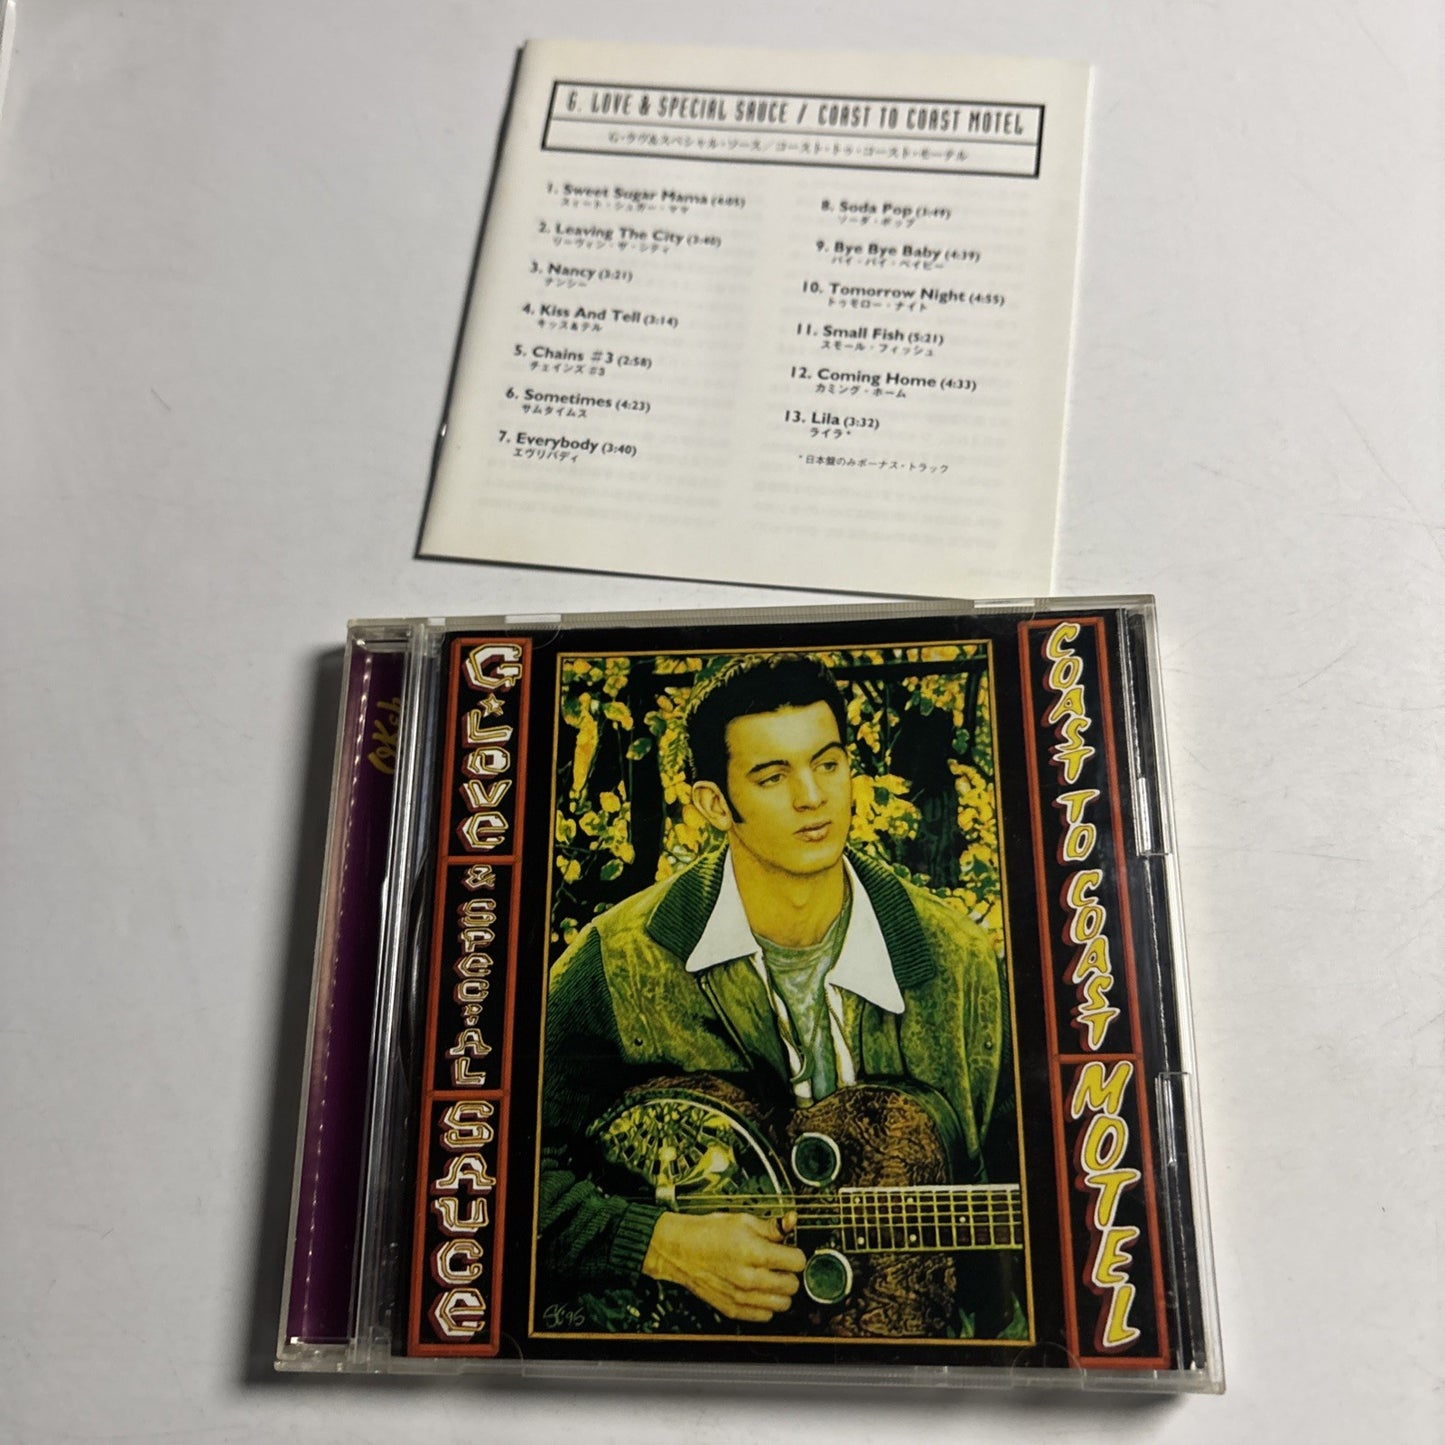 G. LOVE & SPECIAL SAUCE / COAST TO COAST MOTEL
G・ラヴ&スペシャル・ソース/コースト・トゥ・コースト・モーテル
1. Sweet Sugar Mama (4:05)
スィート・シュガー・ママ
2. Leaving The City (3:40)
リーヴィン・ザ・シティ
3. Nancy (3:21)
ナンシー
4. Kiss And Tell (3:14)
キッス&テル
5. Chains #3 (2:58)
チェインズ #3
6. Sometimes (4:23)
サムタイムス
7. Everybody (3:40)
エヴリバディ
8. Soda Pop (3:49)
ソーダ・ポップ
9. Bye Bye Baby (4:39)
バイ・バイ・ベイビー
10. Tomorrow Night (4:55)
トゥモロー・ナイト
11. Small Fish (5:21)
スモール・フィッシュ
12. Coming Home (4:33)
カミング・ホーム
13. Lila (3:32)
ライラ*
*日本盤のみボーナス・トラック
OKeh
G. LOVE
& SPECIAL
SAUCE
COAST TO COAST
MOTEL
SC '95